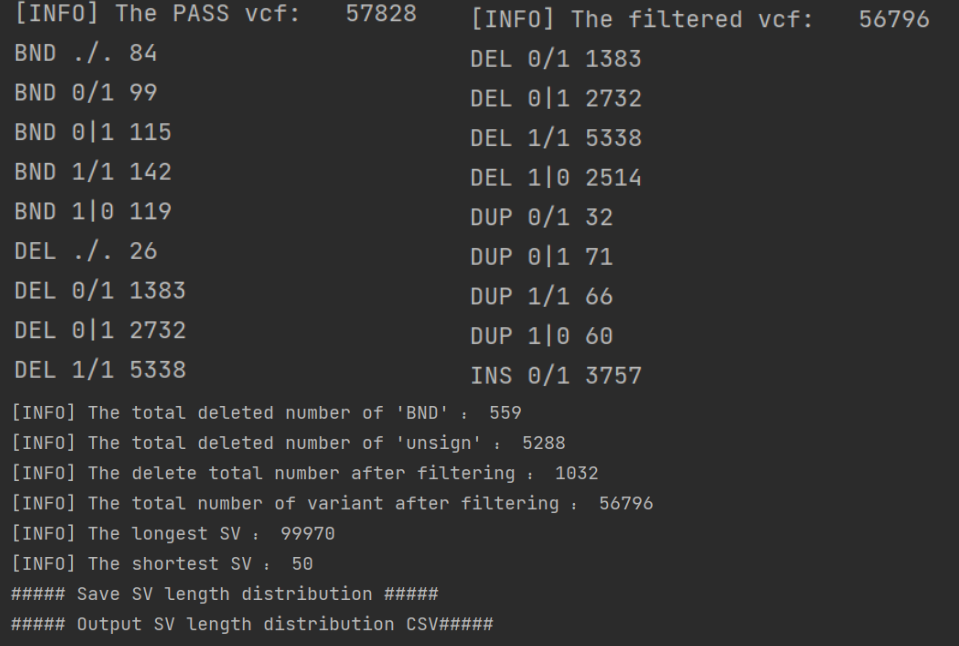 [INFO] The PASS vcf:   57828
BND ./. 84
BND 0/1 99
BND 0|1 115
BND 1/1 142
BND 1|0 119
DEL ./. 26
DEL 0/1 1383
DEL 0|1 2732
DEL 1/1 5338
[INFO] The filtered vcf:   56796
DEL 0/1 1383
DEL 0|1 2732
DEL 1/1 5338
DEL 1|0 2514
DUP 0/1 32
DUP 0|1 71
DUP 1/1 66
DUP 1|0 60
INS 0/1 3757
[INFO] The total deleted number of 'BND' :  559
[INFO] The total deleted number of 'unsign' :  5288
[INFO] The delete total number after filtering :  1032
[INFO] The total number of variant after filtering :  56796
[INFO] The longest SV :  99970
[INFO] The shortest SV :  50
##### Save SV length distribution #####
##### Output SV length distribution CSV#####